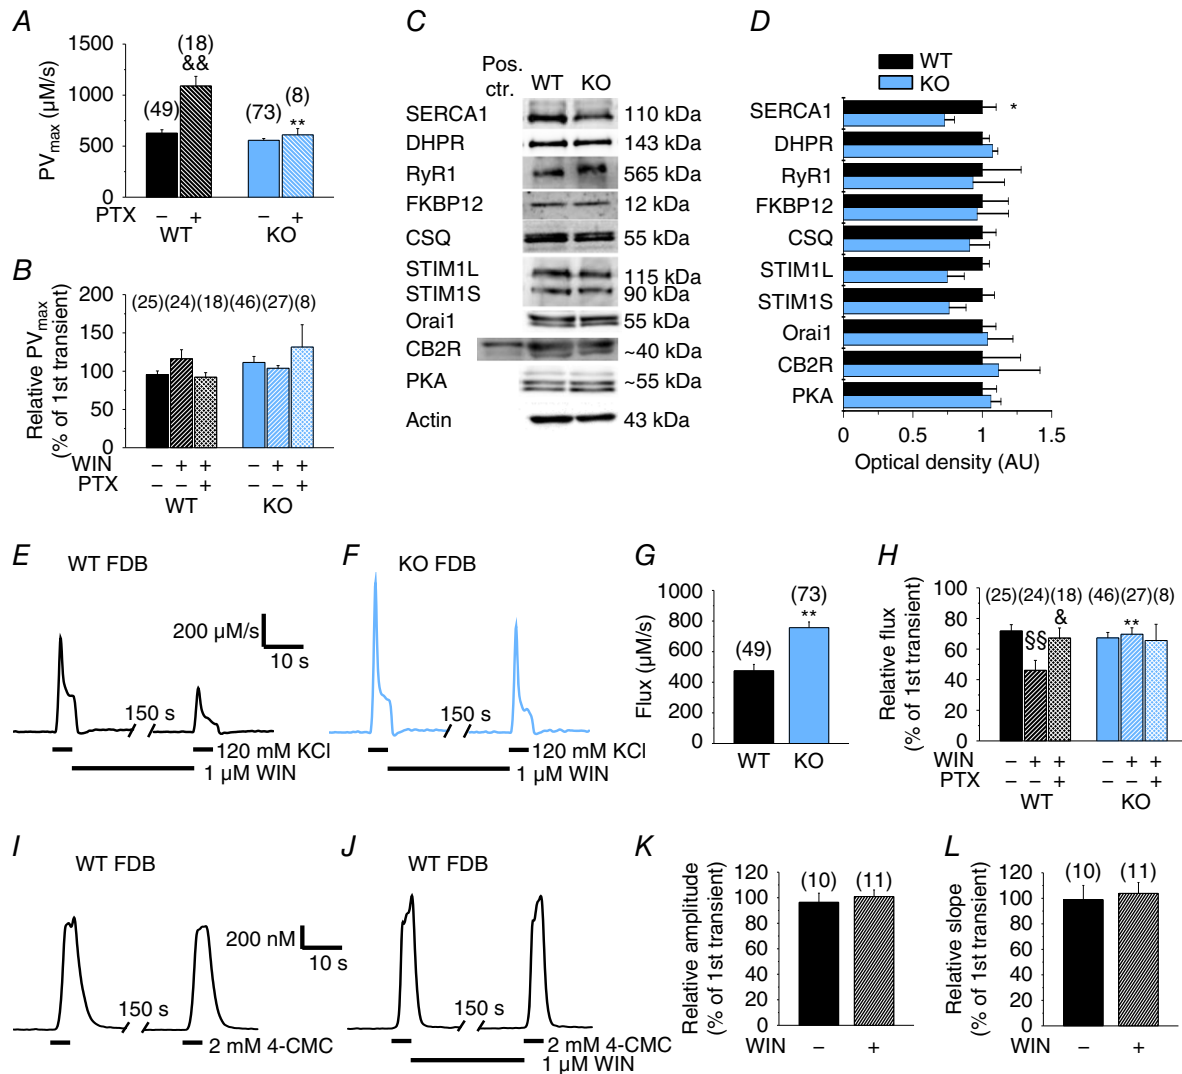 A
PVmax (µM/s)
1500
1000
500
0
(49)
(18)
&&
(73)
(8)
**
PTX – + – +
WT KO
B
Relative PVmax
(% of 1st transient)
200
150
100
50
0
(25) (24) (18) (46) (27) (8)
WIN – + + – + +
PTX – – + – – +
WT KO
C
Pos.
ctr.
WT KO
SERCA1 110 kDa
DHPR 143 kDa
RyR1 565 kDa
FKBP12 12 kDa
CSQ 55 kDa
STIM1L 115 kDa
STIM1S 90 kDa
Orai1 55 kDa
CB2R ~40 kDa
PKA ~55 kDa
Actin 43 kDa
D
WT
KO
SERCA1 *
DHPR
RyR1
FKBP12
CSQ
STIM1L
STIM1S
Orai1
CB2R
PKA
0 0.5 1 1.5
Optical density (AU)
E
WT FDB
200 µM/s
10 s
150 s
120 mM KCl
1 µM WIN
F
KO FDB
150 s
120 mM KCl
1 µM WIN
G
Flux (µM/s)
1000
800
600
400
200
0
(49)
(73)
**
WT KO
H
Relative flux
(% of 1st transient)
100
80
60
40
20
0
(25) (24) (18) (46) (27) (8)
§§ & **
WIN – + + – + +
PTX – – + – – +
WT KO
I
WT FDB
200 nM
10 s
150 s
2 mM 4-CMC
J
WT FDB
150 s
2 mM 4-CMC
1 µM WIN
K
Relative amplitude
(% of 1st transient)
120
100
80
60
40
20
0
(10) (11)
WIN – +
L
Relative slope
(% of 1st transient)
120
100
80
60
40
20
0
(10) (11)
WIN – +